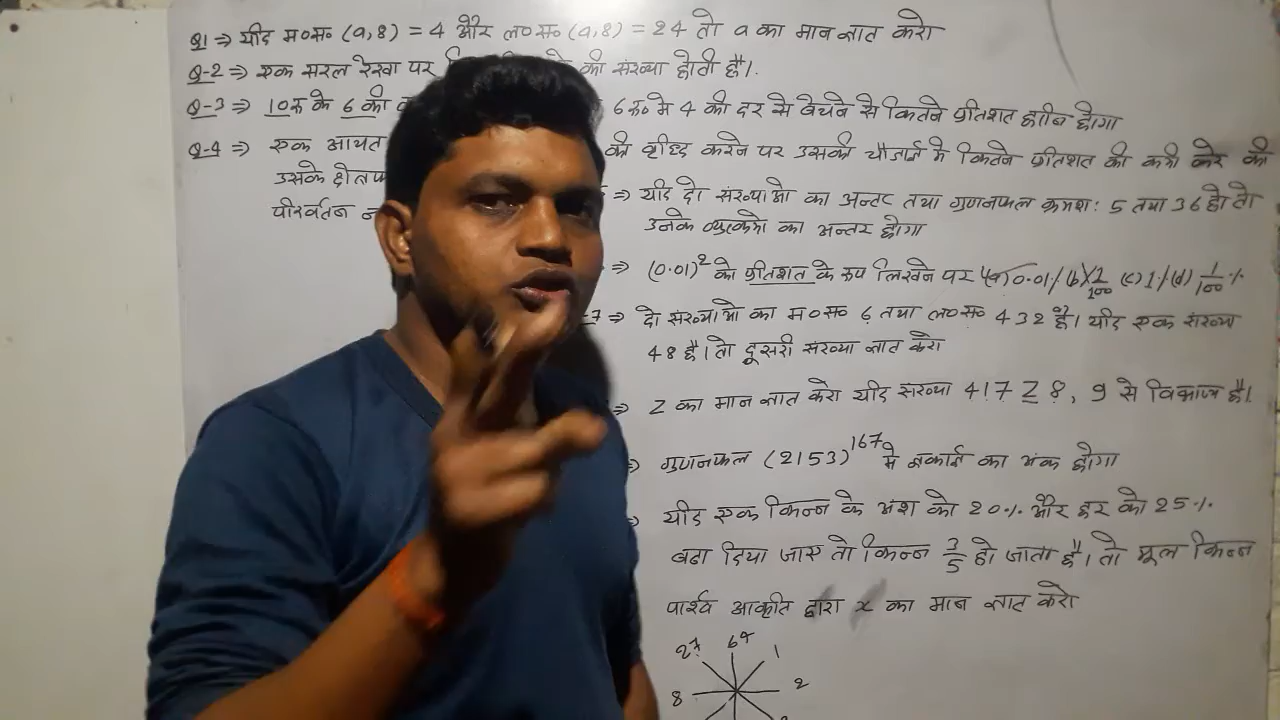 Q1 ⇒ यदि म०स० (a,8) = 4 और ल०स० (a,8) = 24 तो a का मान ज्ञात करो
Q-2 ⇒ एक सरल रेखा पर की संख्या होती है।
Q-3 ⇒ 10रु के 6 की 6 रु० मे 4 की दर से बेचने से कितने प्रतिशत हानि होगा
Q-4 ⇒ एक आयत की वृद्धि करने पर उसकी चौडाई मे कितने प्रतिशत की कमी करे की
उसके
परिवर्तन न
⇒ यदि दो संख्याओ का अन्तर तथा गुणनफल क्रमश: 5 तथा 36 हो तो
उनके व्युत्क्रमो का अन्तर होगा
⇒ (0.01)² को प्रतिशत के रूप लिखने पर (a) 0.01% (b) 1/100 (c) 1% (d) 1/100 %
7 ⇒ दो संख्याओ का म०स० 6 तथा ल०स० 432 है। यदि एक संख्या
48 है। तो दूसरी संख्या ज्ञात करो
⇒ Z का मान ज्ञात करो यदि संख्या 417Z8, 9 से विभाज्य है।
गुणनफल (2153)¹⁶⁷ मे इकाई का अंक होगा
यदि एक भिन्न के अंश को 20% और हर को 25%
बढा दिया जाए तो भिन्न 3/5 हो जाता है। तो मूल भिन्न
पार्श्व आकृति द्वारा x का मान ज्ञात करो
27 64 1
8 2